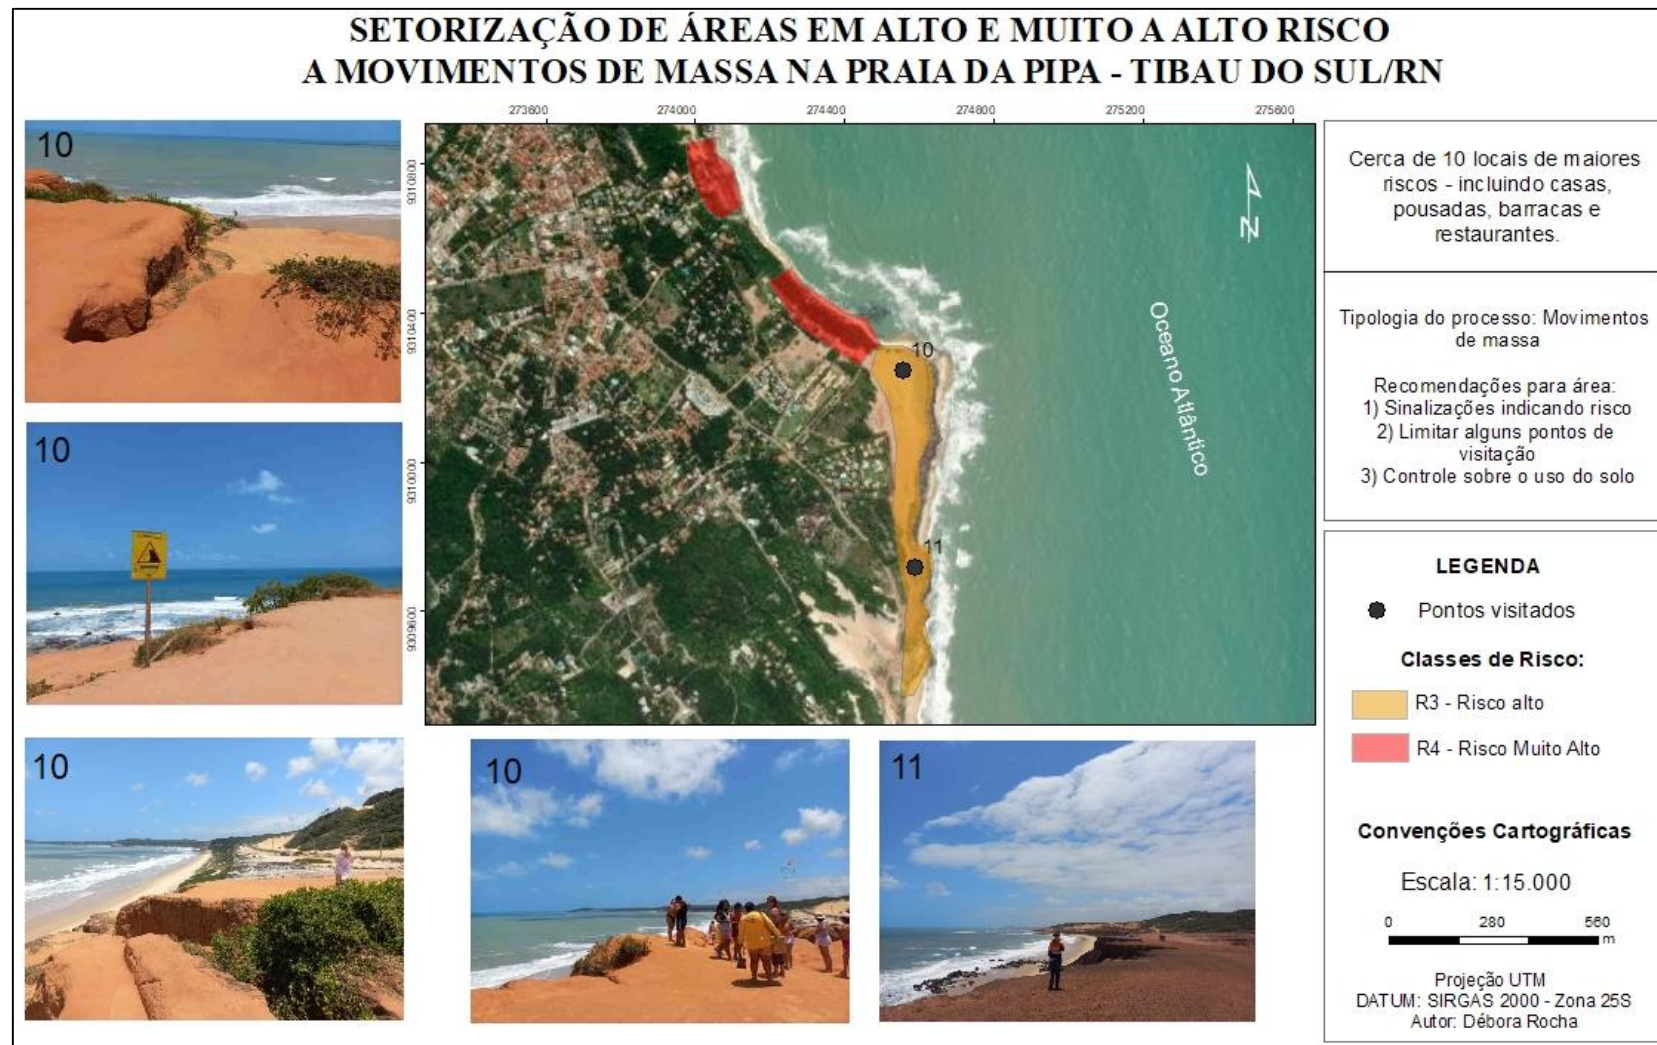 SETORIZAÇÃO DE ÁREAS EM ALTO E MUITO A ALTO RISCO
A MOVIMENTOS DE MASSA NA PRAIA DA PIPA - TIBAU DO SUL/RN
273600
274000
274400
274800
275200
275600
9310800
9310400
9310000
9309600
10
10
10
10
11
10
11
Oceano Atlântico
N
Cerca de 10 locais de maiores
riscos - incluindo casas,
pousadas, barracas e
restaurantes.
Tipologia do processo: Movimentos
de massa
Recomendações para área:
1) Sinalizações indicando risco
2) Limitar alguns pontos de
visitação
3) Controle sobre o uso do solo
LEGENDA
Pontos visitados
Classes de Risco:
R3 - Risco alto
R4 - Risco Muito Alto
Convenções Cartográficas
Escala: 1:15.000
0 280 560
m
Projeção UTM
DATUM: SIRGAS 2000 - Zona 25S
Autor: Débora Rocha